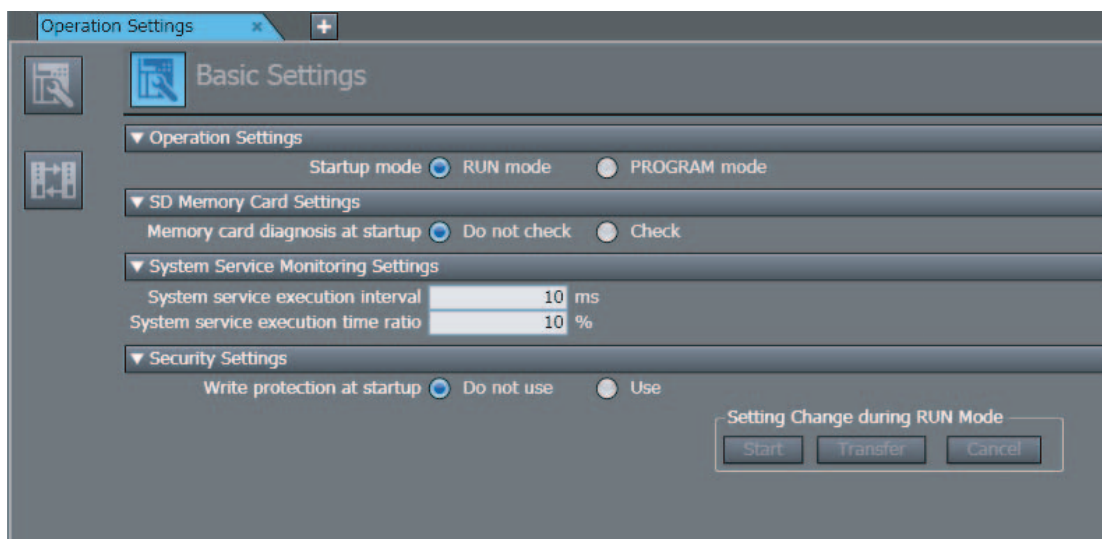 Operation Settings
Basic Settings
Operation Settings
Startup mode RUN mode PROGRAM mode
SD Memory Card Settings
Memory card diagnosis at startup Do not check Check
System Service Monitoring Settings
System service execution interval 10 ms
System service execution time ratio 10 %
Security Settings
Write protection at startup Do not use Use
Setting Change during RUN Mode
Start Transfer Cancel